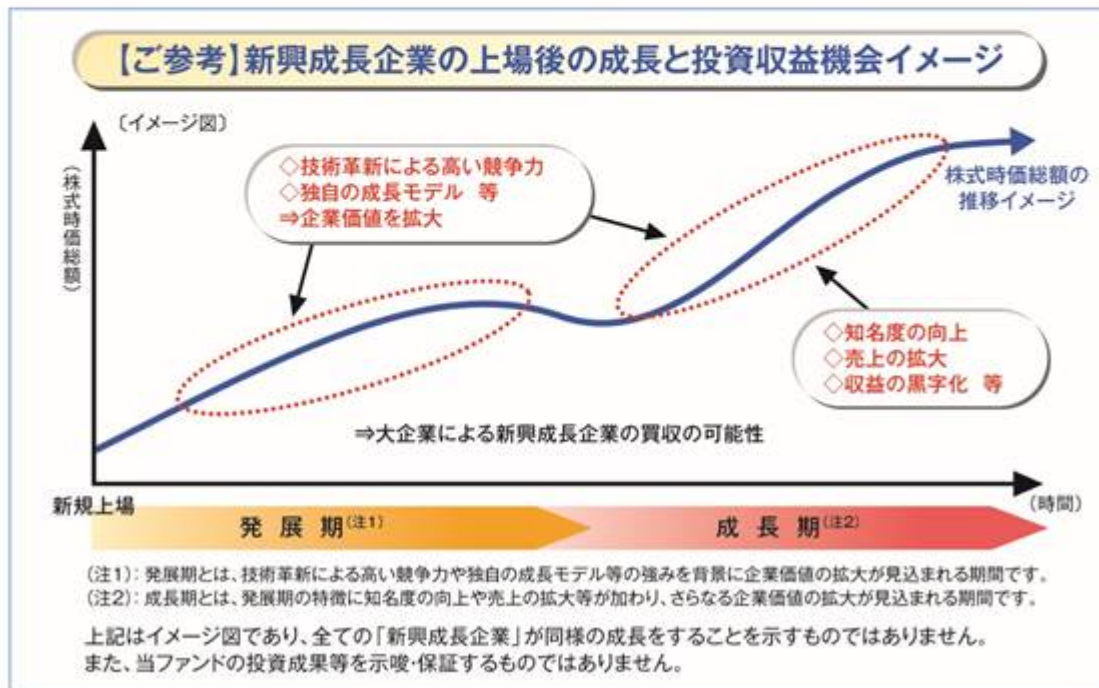 【ご参考】新興成長企業の上場後の成長と投資収益機会イメージ
〔イメージ図〕
（株式時価総額）
◇技術革新による高い競争力
◇独自の成長モデル 等
⇒企業価値を拡大
株式時価総額の
推移イメージ
◇知名度の向上
◇売上の拡大
◇収益の黒字化 等
⇒大企業による新興成長企業の買収の可能性
新規上場
（時間）
発展期(注1)
成長期(注2)
（注1）：発展期とは、技術革新による高い競争力や独自の成長モデル等の強みを背景に企業価値の拡大が見込まれる期間です。
（注2）：成長期とは、発展期の特徴に知名度の向上や売上の拡大等が加わり、さらなる企業価値の拡大が見込まれる期間です。
上記はイメージ図であり、全ての「新興成長企業」が同様の成長をすることを示すものではありません。
また、当ファンドの投資成果等を示唆・保証するものではありません。